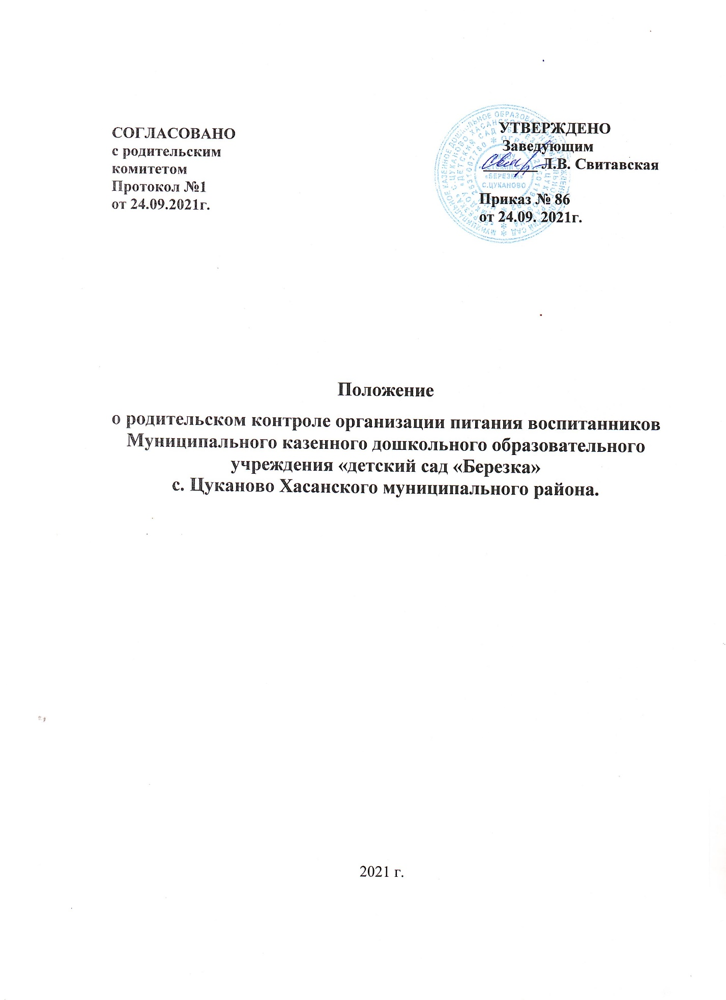 СОГЛАСОВАНО
с родительским
комитетом
Протокол №1
от 24.09.2021г.
УТВЕРЖДЕНО
Заведующим
Л.В. Свитавская
Приказ № 86
от 24.09. 2021г.
«БЕРЕЗКА»
С.ЦУКАНОВО
Положение
о родительском контроле организации питания воспитанников
Муниципального казенного дошкольного образовательного
учреждения «детский сад «Березка»
с. Цуканово Хасанского муниципального района.
2021 г.